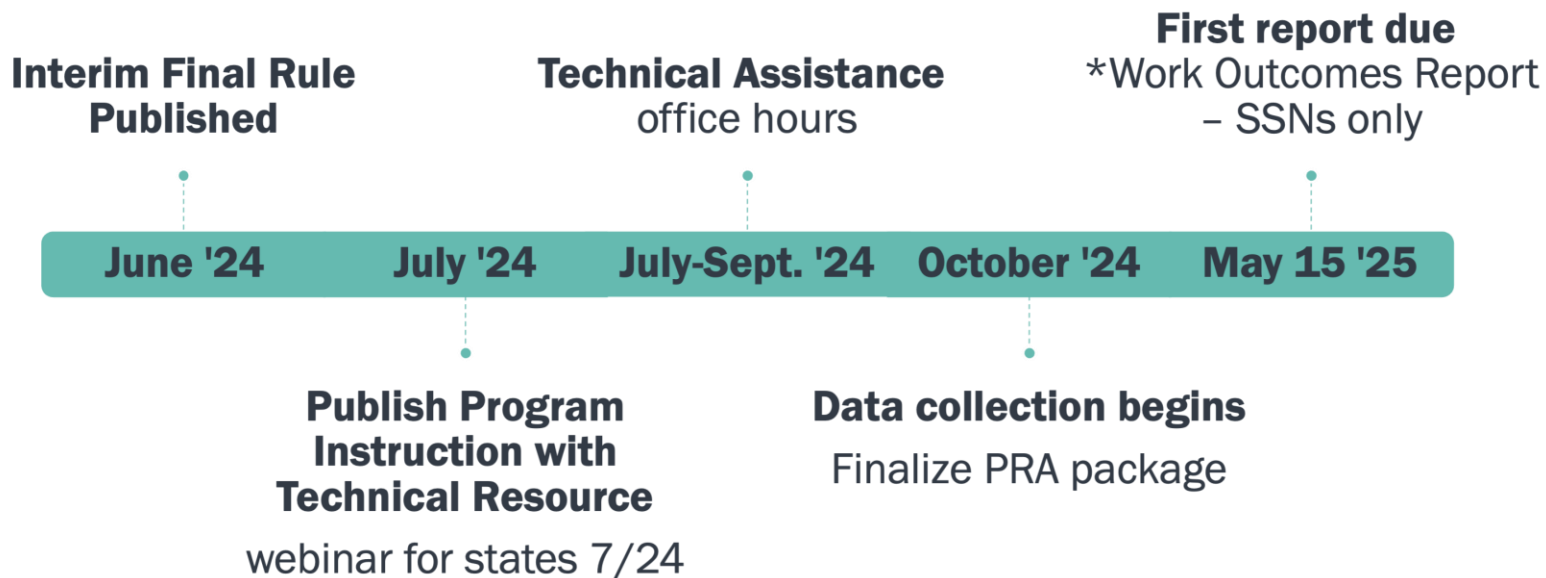 Interim Final Rule
Published
Technical Assistance
office hours
First report due
*Work Outcomes Report
– SSNs only
June '24
July '24
July-Sept. '24
October '24
May 15 '25
Publish Program
Instruction with
Technical Resource
webinar for states 7/24
Data collection begins
Finalize PRA package